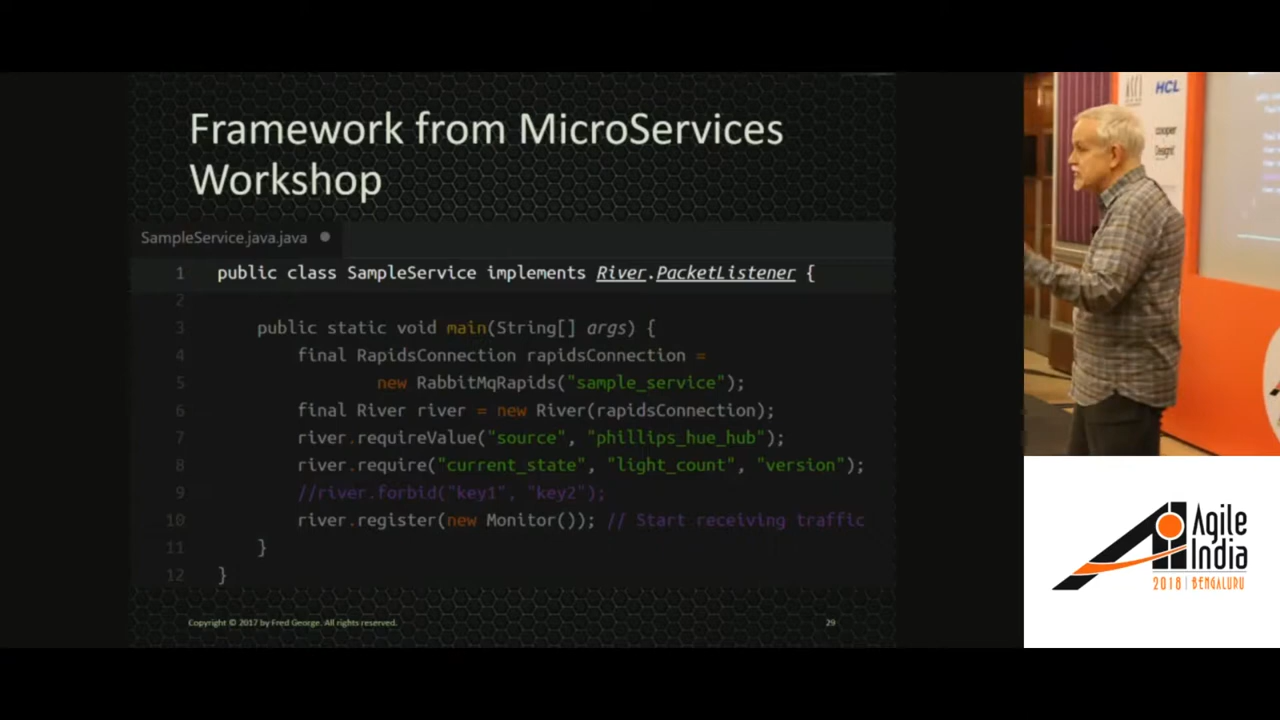 Framework from MicroServices
Workshop
SampleService.java.java
1 public class SampleService implements River.PacketListener {
2
3 public static void main(String[] args) {
4 final RapidsConnection rapidsConnection =
5 new RabbitMqRapids("sample_service");
6 final River river = new River(rapidsConnection);
7 river.requireValue("source", "phillips_hue_hub");
8 river.require("current_state", "light_count", "version");
9 //river.forbid("key1", "key2");
10 river.register(new Monitor()); // Start receiving traffic
11 }
12 }
Copyright © 2017 by Fred George. All rights reserved.
29
HCL
cooper
Designit
Agile
India
2018 | BENGALURU